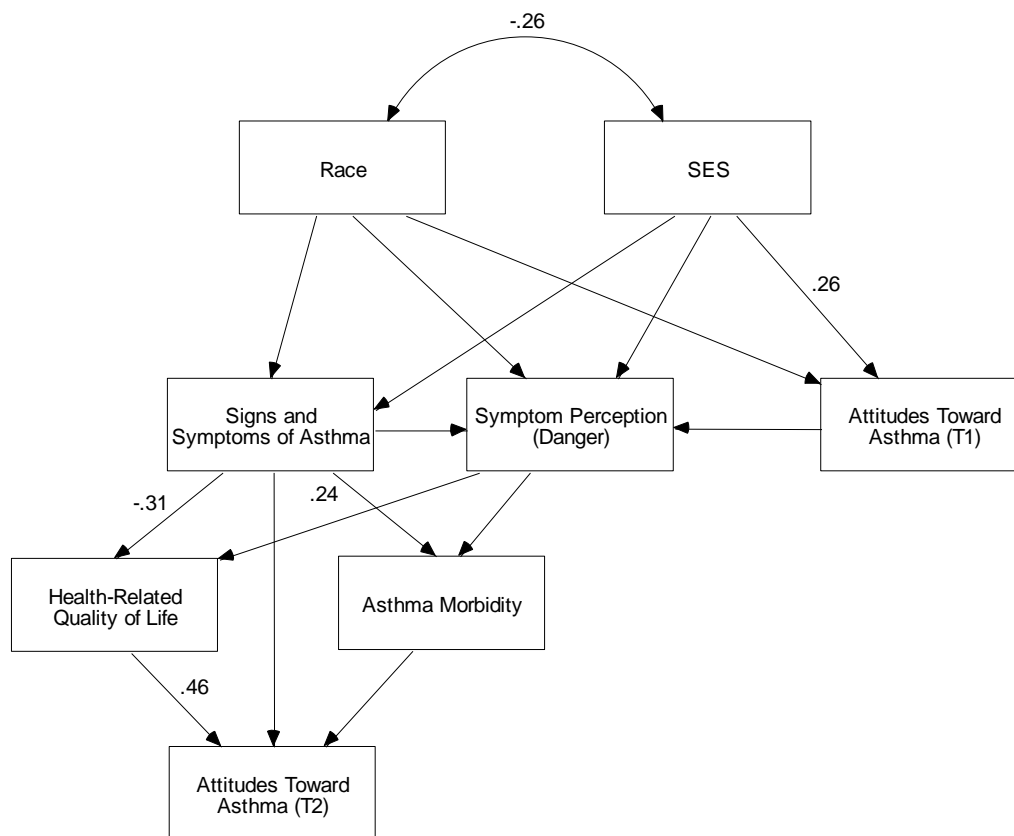 -.26
Race
SES
.26
Signs and
Symptoms of Asthma
Symptom Perception
(Danger)
Attitudes Toward
Asthma (T1)
-.31
.24
Health-Related
Quality of Life
Asthma Morbidity
.46
Attitudes Toward
Asthma (T2)